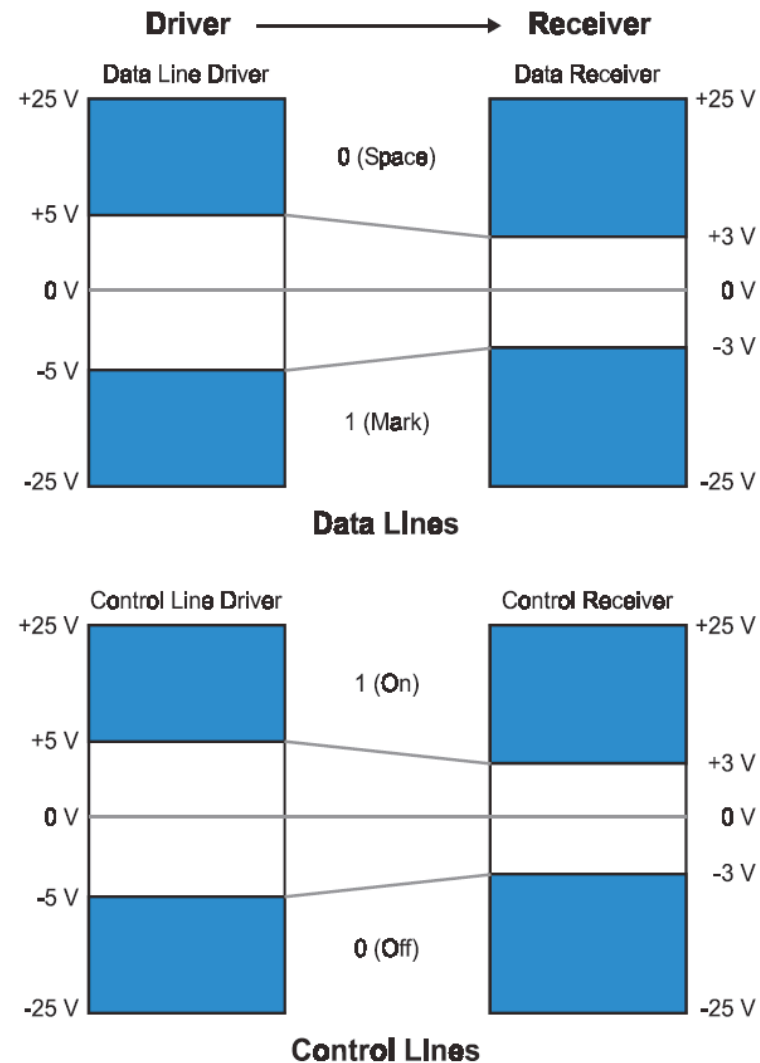 Driver Receiver
Data Line Driver Data Receiver
+25 V +25 V
0 (Space)
+5 V
+3 V
0 V 0 V
-3 V
-5 V
1 (Mark)
-25 V -25 V
Data LInes
Control Line Driver Control Receiver
+25 V +25 V
1 (On)
+5 V
+3 V
0 V 0 V
-3 V
-5 V
0 (Off)
-25 V -25 V
Control LInes